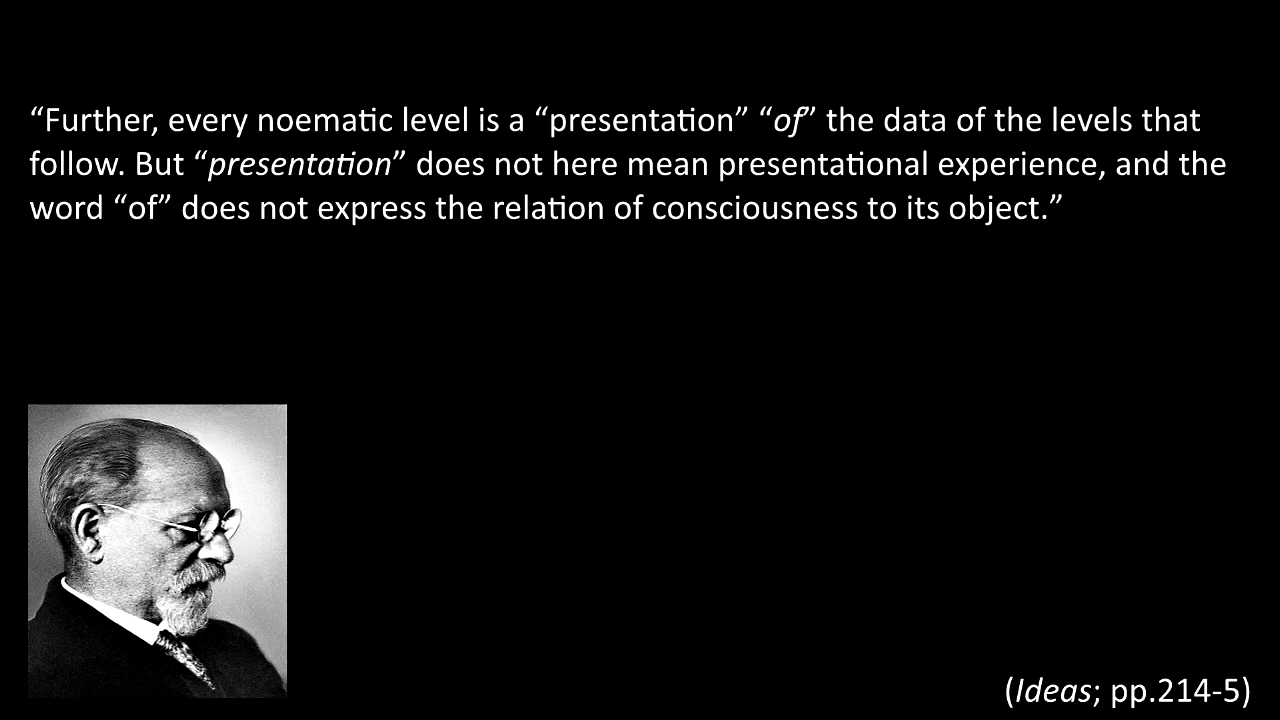 “Further, every noematic level is a “presentation” “of” the data of the levels that
follow. But “presentation” does not here mean presentational experience, and the
word “of” does not express the relation of consciousness to its object.”
(Ideas; pp.214-5)